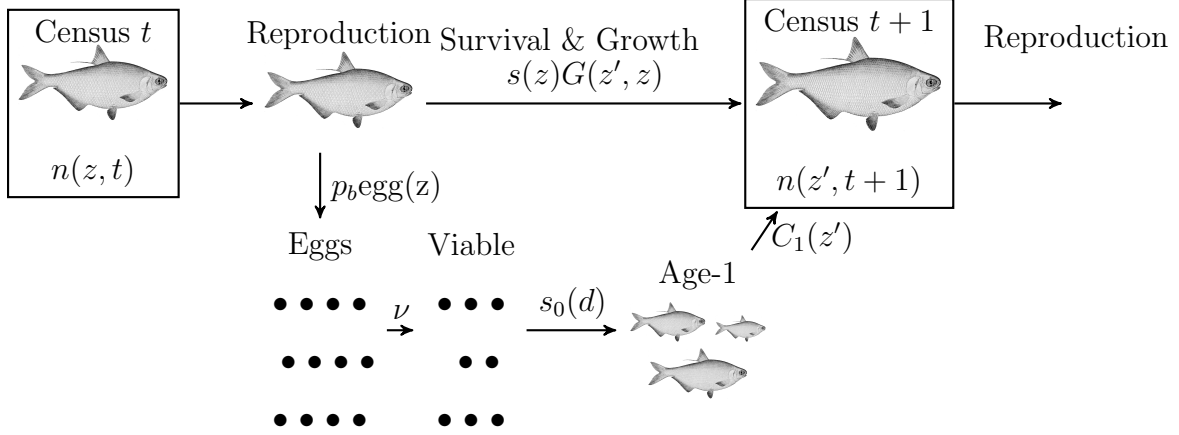 Census t
n(z, t)
Reproduction
Survival & Growth
s(z)G(z′, z)
Census t + 1
n(z′, t + 1)
Reproduction
p_b egg(z)
C_1(z′)
Eggs
Viable
Age-1
ν
s_0(d)